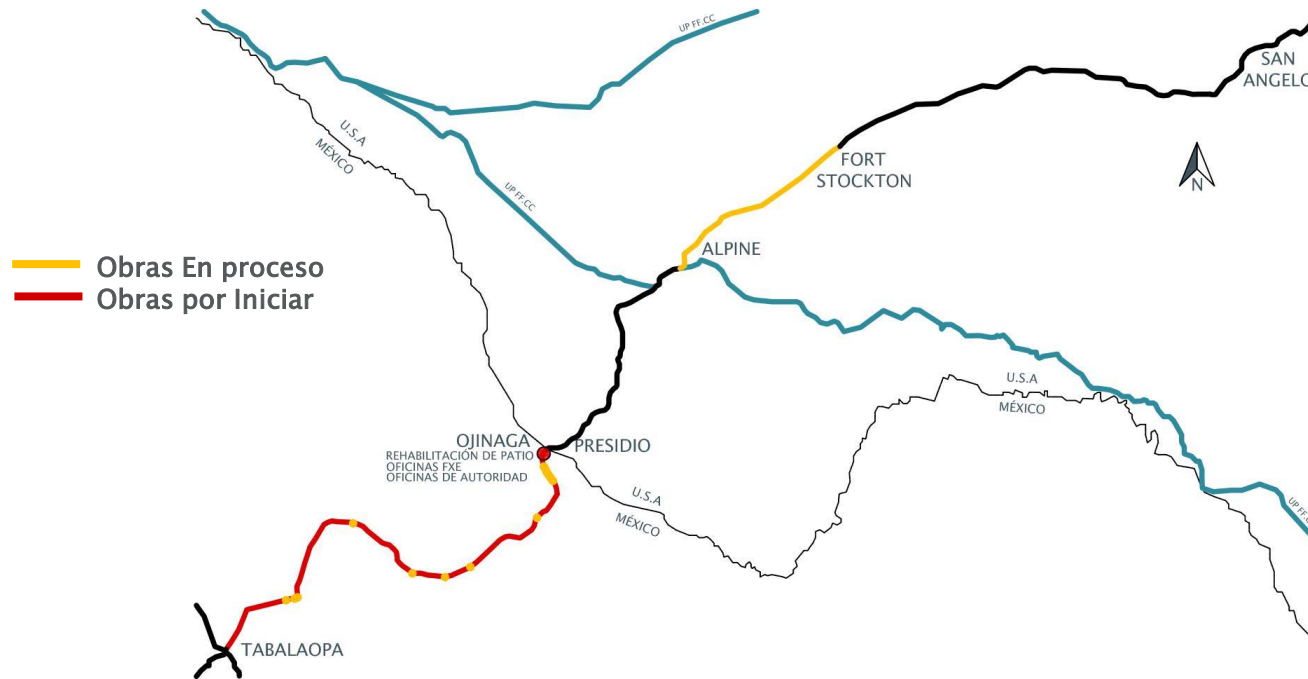 UP FF.CC
SAN
ANGELO
U.S.A
MÉXICO
FORT
STOCKTON
N
UP FF.CC
ALPINE
Obras En proceso
Obras por Iniciar
U.S.A
MÉXICO
OJINAGA
PRESIDIO
REHABILITACIÓN DE PATIO
OFICINAS FXE
OFICINAS DE AUTORIDAD
U.S.A
MÉXICO
UP FF.C
TABALAOPA